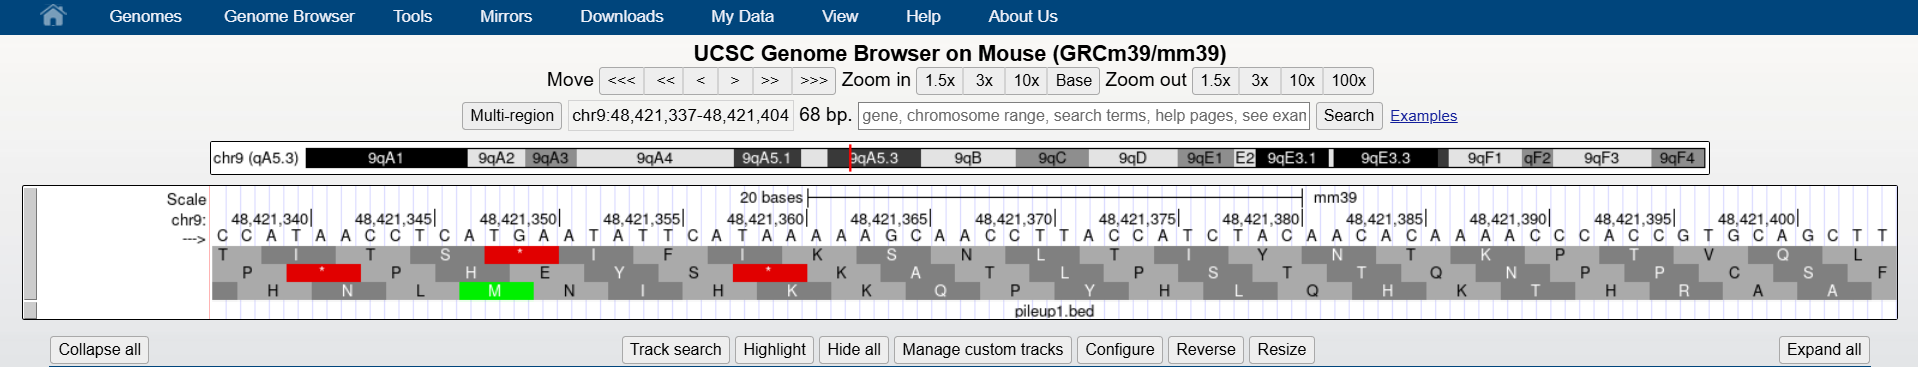 Genomes Genome Browser Tools Mirrors Downloads My Data View Help About Us
UCSC Genome Browser on Mouse (GRCm39/mm39)
Move <<< << < > >> >>> Zoom in 1.5x 3x 10x Base Zoom out 1.5x 3x 10x 100x
Multi-region chr9:48,421,337-48,421,404 68 bp. gene, chromosome range, search terms, help pages, see exan Search Examples
chr9 (qA5.3) 9qA1 9qA2 9qA3 9qA4 9qA5.1 9qA5.3 9qB 9qC 9qD 9qE1 E2 9qE3.1 9qE3.3 9qF1 qF2 9qF3 9qF4
Scale 20 bases mm39
chr9: 48,421,340 48,421,345 48,421,350 48,421,355 48,421,360 48,421,365 48,421,370 48,421,375 48,421,380 48,421,385 48,421,390 48,421,395 48,421,400
---> C C A T A A C C T C A T G A A T A T T C A T A A A A A G C A A C C T T A C C A T C T A C A A C A C A A A A C C C A C C G T G C A G C T T
T I T S * I F I K S N L T I Y N T K P T V Q L
P * P H E Y S * K A T L P S T T Q N P P C S F
H N L M N I H K K Q P Y H L Q H K T H R A A
pileup1.bed
Collapse all Track search Highlight Hide all Manage custom tracks Configure Reverse Resize Expand all